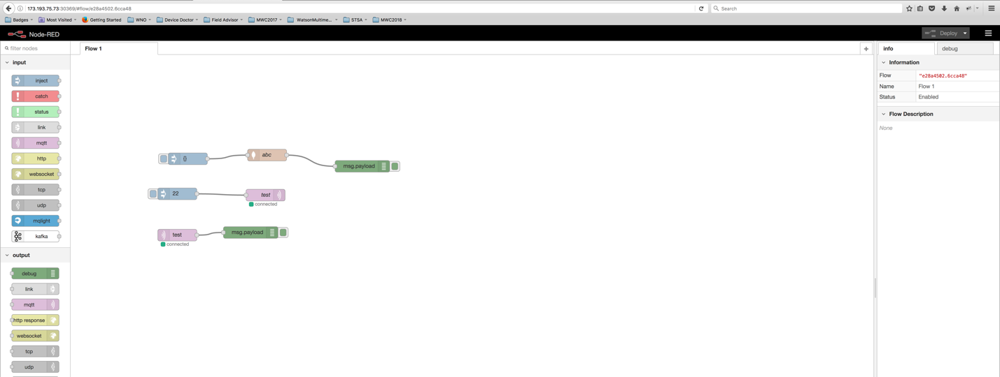 173.193.75.73:30369/#flow/e28a4502.6cca48
Search
Badges Most Visited Getting Started WNO Device Doctor Field Advisor MWC2017 WatsonMultime... STSA MWC2018
Node-RED
Deploy
filter nodes
Flow 1
info
debug
input
inject
catch
status
link
mqtt
http
websocket
tcp
udp
mqlight
kafka
output
debug
link
mqtt
http response
websocket
tcp
udp
{}
abc
msg.payload
22
test
connected
test
msg.payload
connected
Information
Flow "e28a4502.6cca48"
Name Flow 1
Status Enabled
Flow Description
None